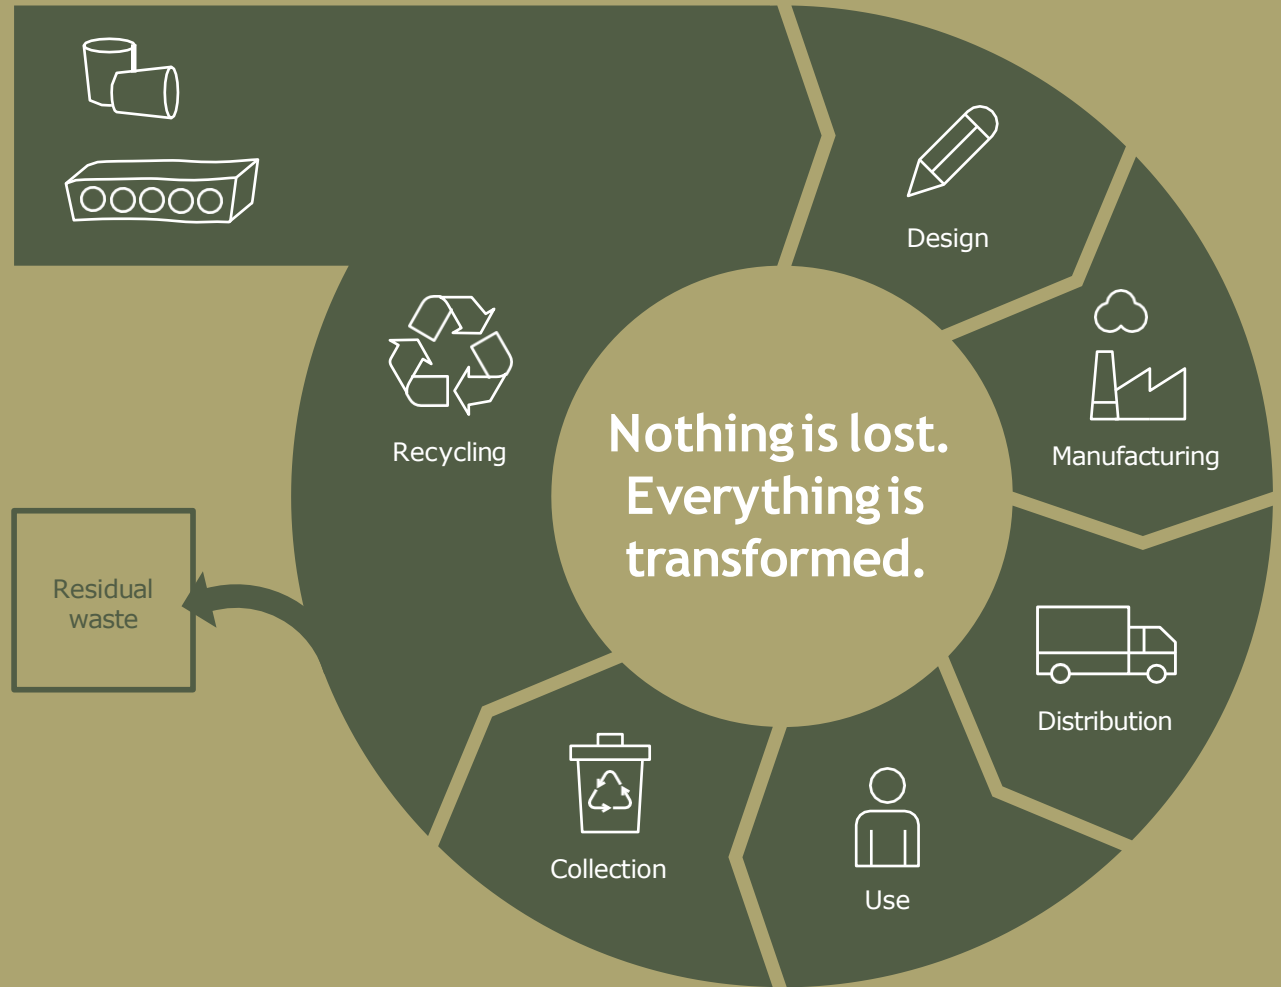 Design
Manufacturing
Distribution
Use
Collection
Recycling
Residual
waste
Nothing is lost.
Everything is
transformed.